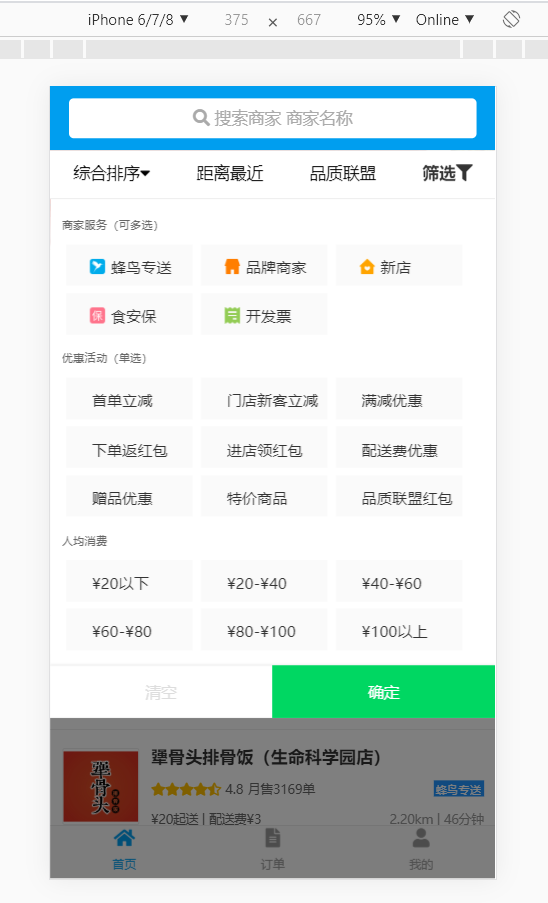 iPhone 6/7/8 ▼ 375 × 667 95% ▼ Online ▼
搜索商家 商家名称
综合排序 距离最近 品质联盟 筛选
商家服务（可多选）
蜂鸟专送 品牌商家 新店
保 食安保 开发票
优惠活动（单选）
首单立减 门店新客立减 满减优惠
下单返红包 进店领红包 配送费优惠
赠品优惠 特价商品 品质联盟红包
人均消费
¥20以下 ¥20-¥40 ¥40-¥60
¥60-¥80 ¥80-¥100 ¥100以上
清空 确定
犟骨头排骨饭（生命科学园店）
犟骨头
4.8 月售3169单 蜂鸟专送
¥20起送 | 配送费¥3 2.20km | 46分钟
首页 订单 我的